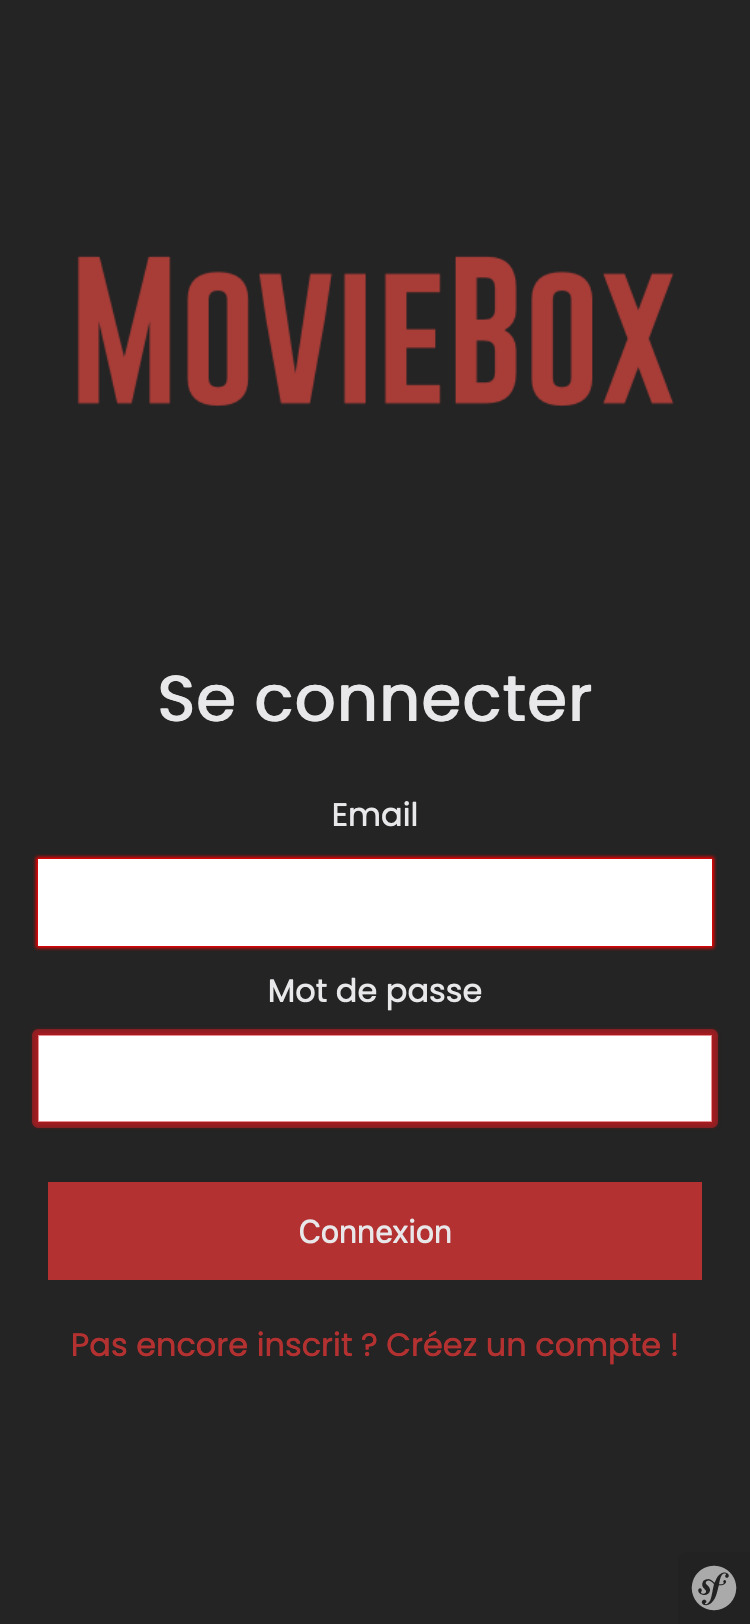 MovieBox
Se connecter
Email
Mot de passe
Connexion
Pas encore inscrit ? Créez un compte !
sf